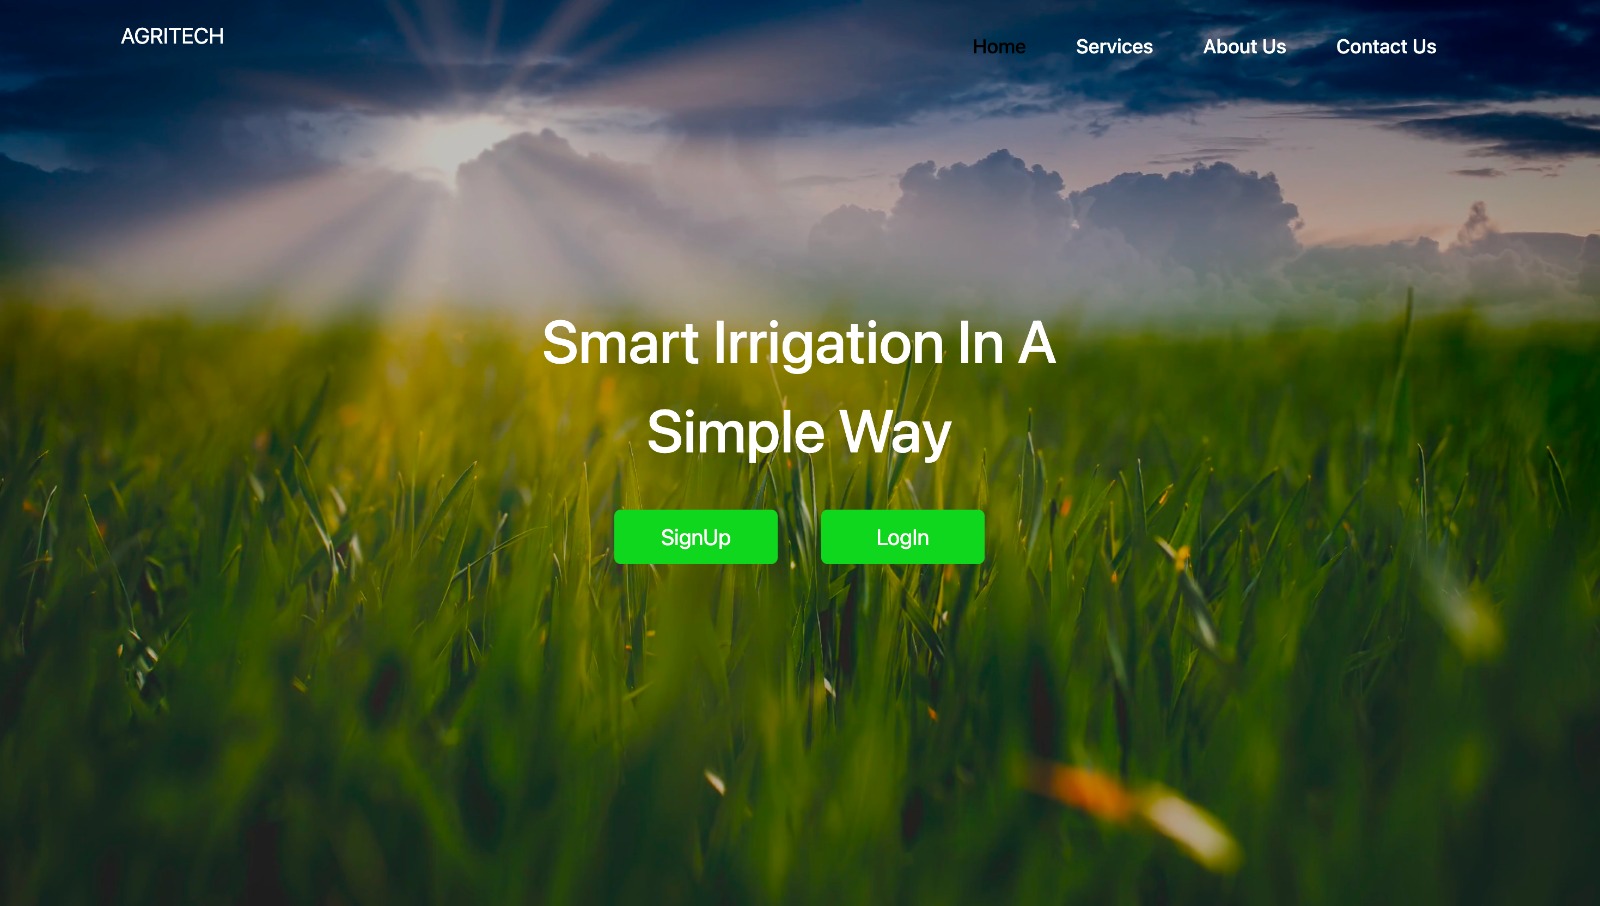 AGRITECH
Home Services About Us Contact Us
Smart Irrigation In A
Simple Way
SignUp LogIn